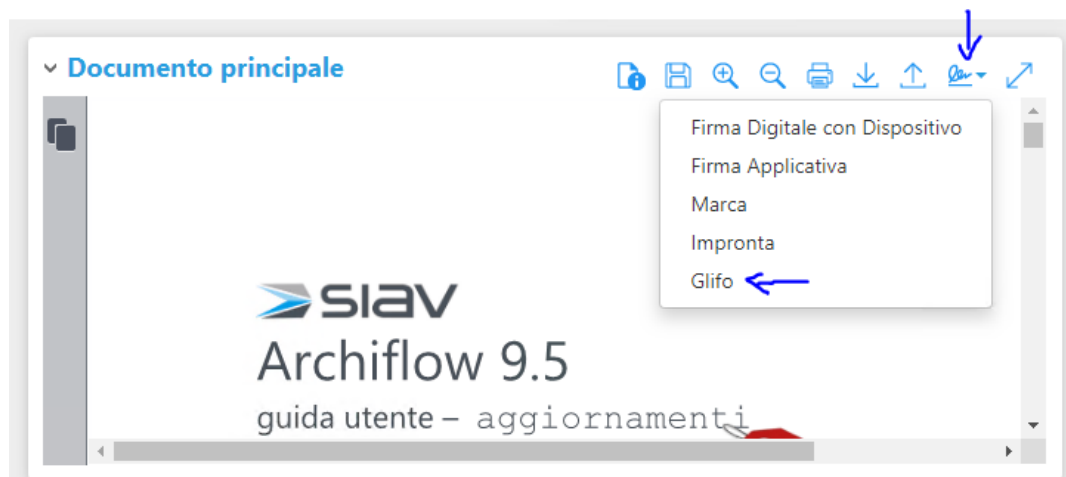 Documento principale
Firma Digitale con Dispositivo
Firma Applicativa
Marca
Impronta
Glifo
SIAV
Archiflow 9.5
guida utente – aggiornamenti